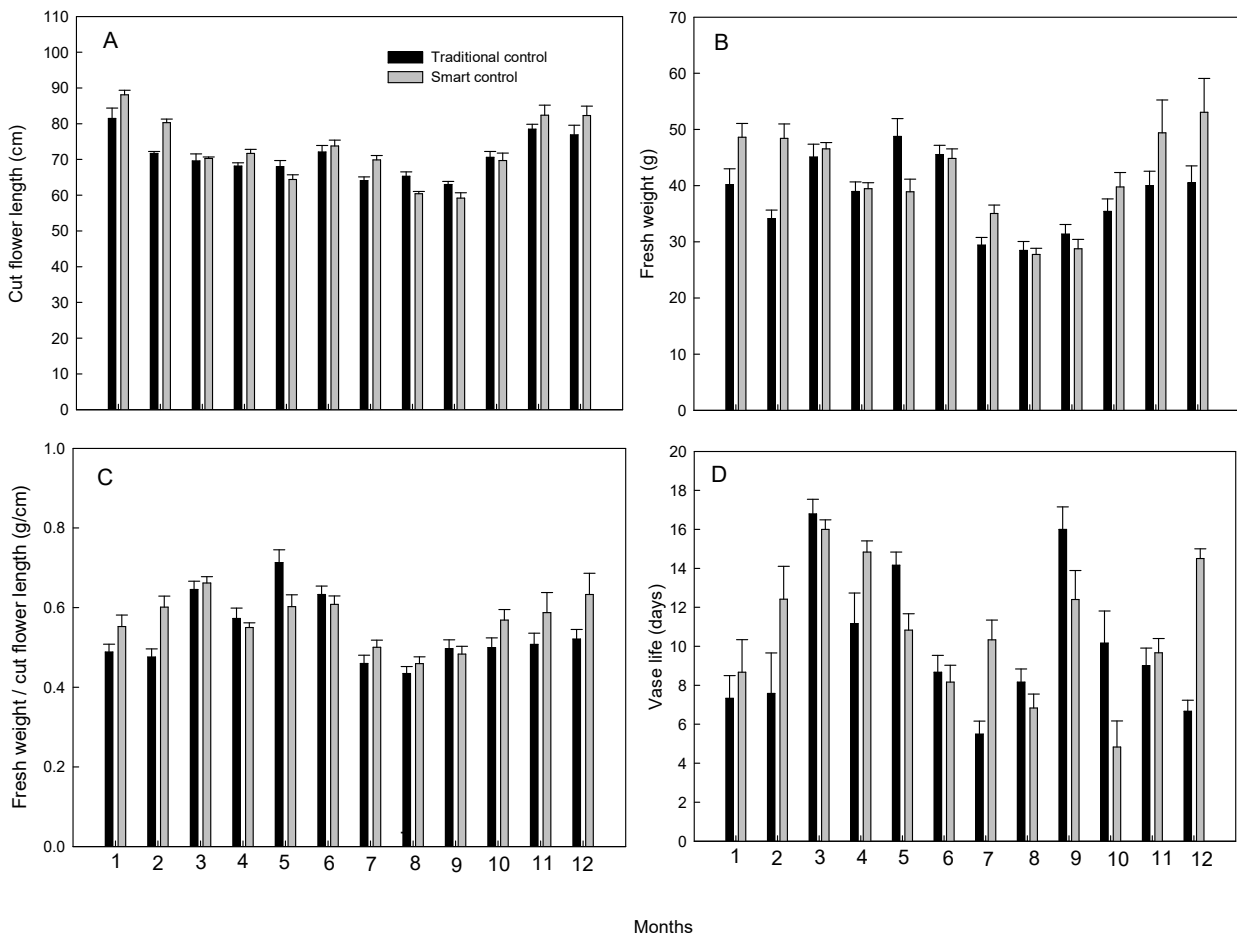 A
Traditional control
Smart control
Cut flower length (cm)
110
100
90
80
70
60
50
40
30
20
10
0
B
Fresh weight (g)
70
60
50
40
30
20
10
0
C
Fresh weight / cut flower length (g/cm)
1.0
0.8
0.6
0.4
0.2
0.0
1 2 3 4 5 6 7 8 9 10 11 12
D
Vase life (days)
20
18
16
14
12
10
8
6
4
2
0
1 2 3 4 5 6 7 8 9 10 11 12
Months